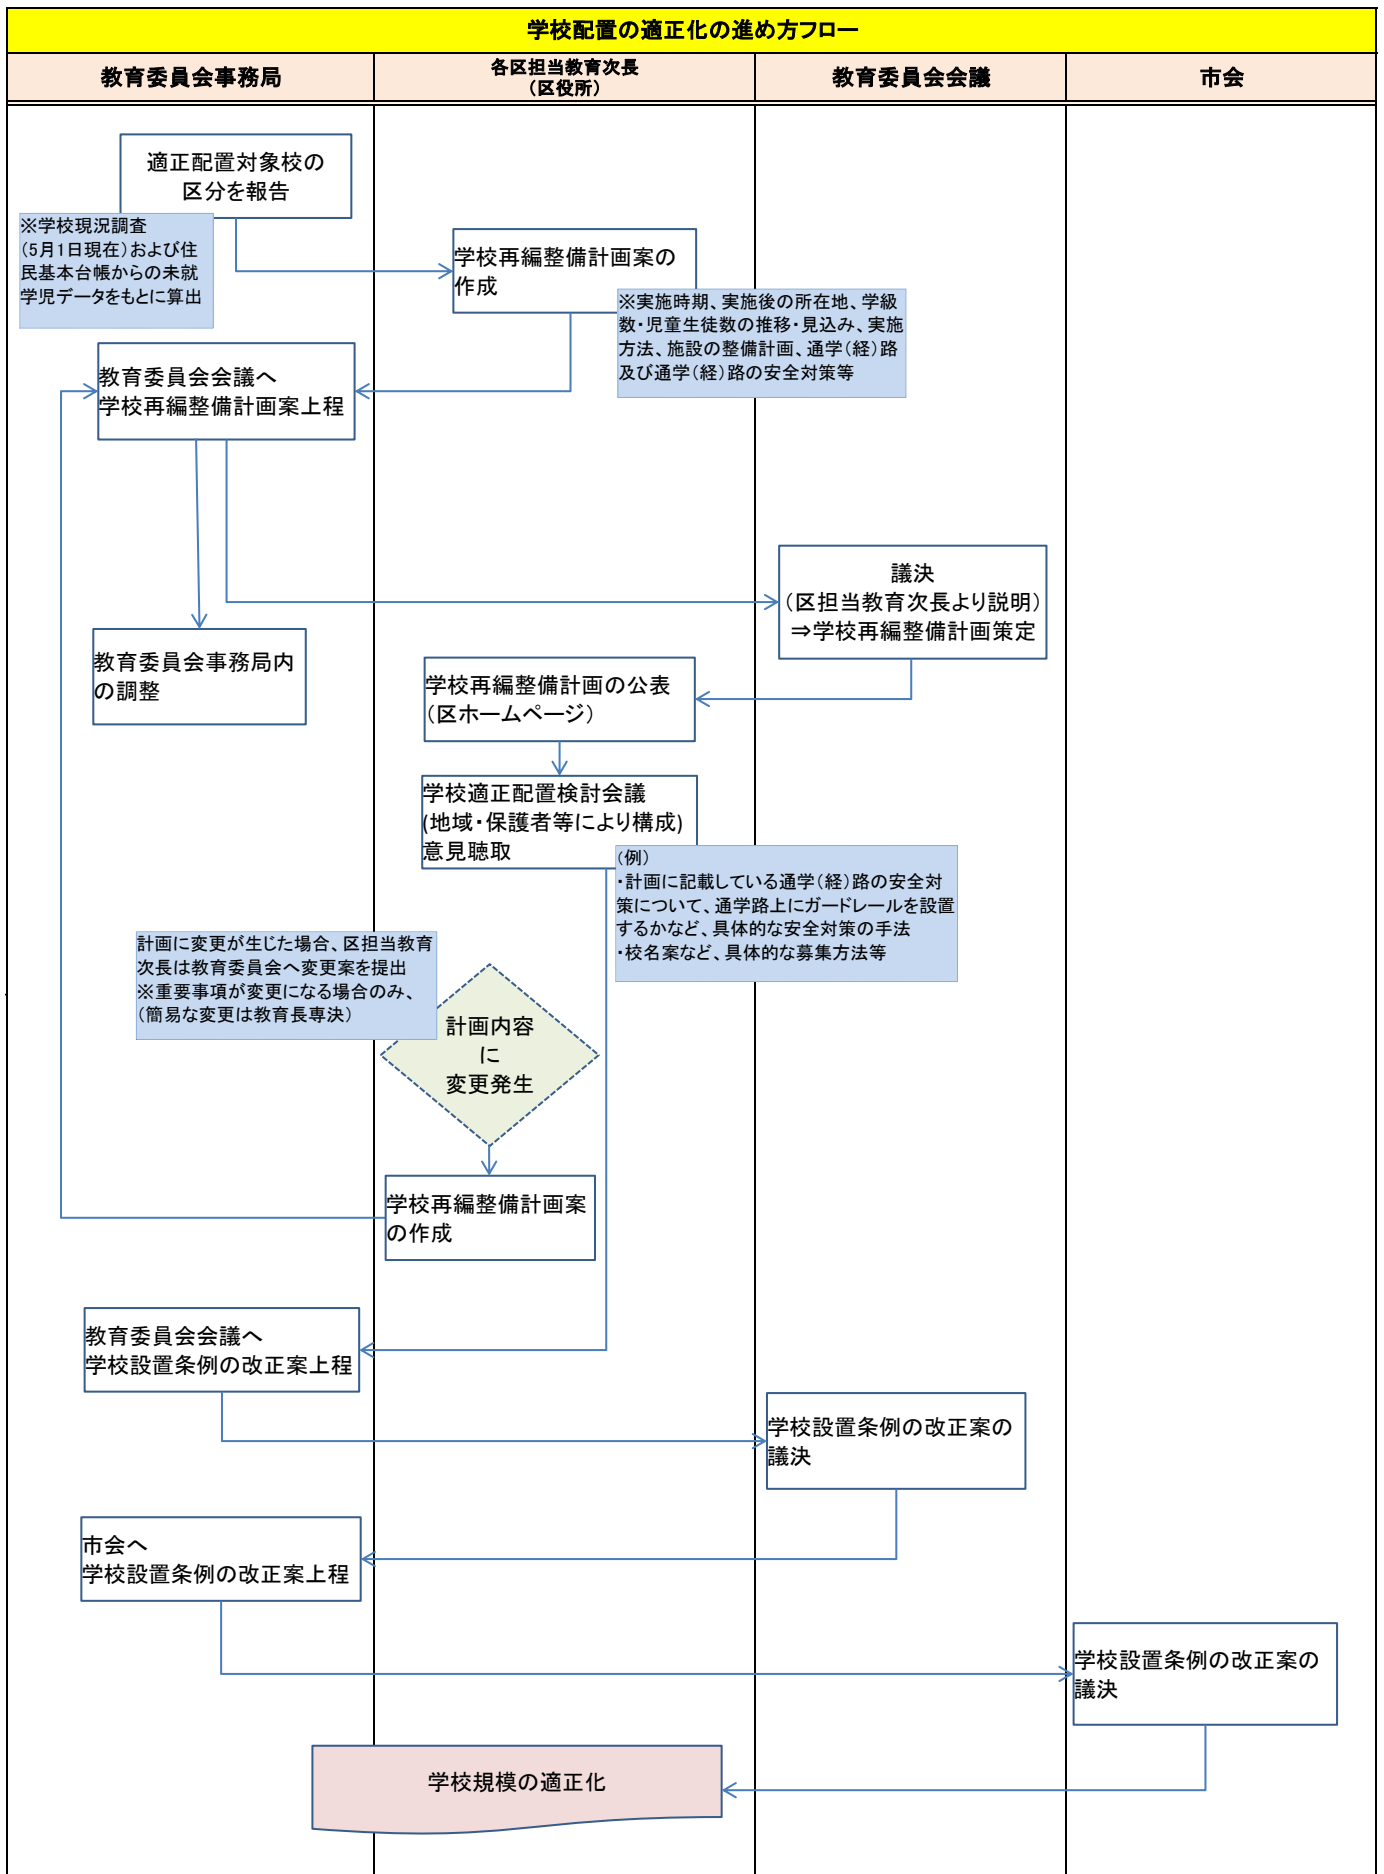 学校配置の適正化の進め方フロー
教育委員会事務局
各区担当教育次長
（区役所）
教育委員会会議
市会
適正配置対象校の
区分を報告
※学校現況調査
(5月1日現在)および住
民基本台帳からの未就
学児データをもとに算出
学校再編整備計画案の
作成
※実施時期、実施後の所在地、学級
数・児童生徒数の推移・見込み、実施
方法、施設の整備計画、通学（経）路
及び通学（経）路の安全対策等
教育委員会会議へ
学校再編整備計画案上程
議決
（区担当教育次長より説明）
⇒学校再編整備計画策定
教育委員会事務局内
の調整
学校再編整備計画の公表
（区ホームページ）
学校適正配置検討会議
(地域・保護者等により構成)
意見聴取
（例）
・計画に記載している通学（経）路の安全対
策について、通学路上にガードレールを設置
するかなど、具体的な安全対策の手法
・校名案など、具体的な募集方法等
計画に変更が生じた場合、区担当教育
次長は教育委員会へ変更案を提出
※重要事項が変更になる場合のみ、
（簡易な変更は教育長専決）
計画内容
に
変更発生
学校再編整備計画案
の作成
教育委員会会議へ
学校設置条例の改正案上程
学校設置条例の改正案の
議決
市会へ
学校設置条例の改正案上程
学校設置条例の改正案の
議決
学校規模の適正化